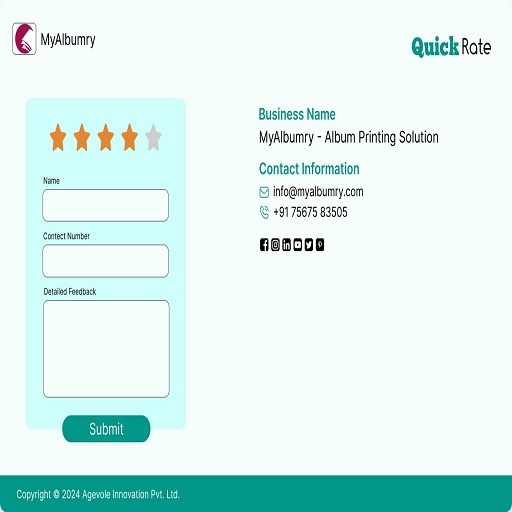 MyAlbumry
Quick Rate
Name
Contect Number
Detailed Feedback
Submit
Business Name
MyAlbumry - Album Printing Solution
Contact Information
info@myalbumry.com
+91 75675 83505
Copyright © 2024 Agevole Innovation Pvt. Ltd.